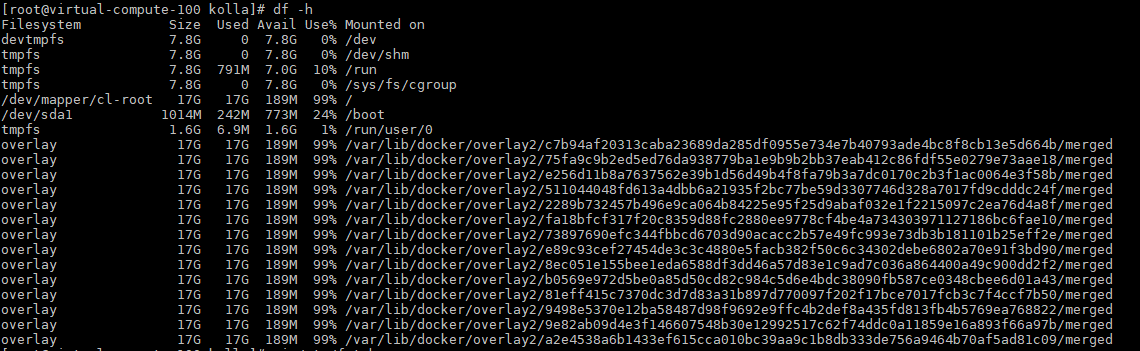 [root@virtual-compute-100 kolla]# df -h
Filesystem Size Used Avail Use% Mounted on
devtmpfs 7.8G 0 7.8G 0% /dev
tmpfs 7.8G 0 7.8G 0% /dev/shm
tmpfs 7.8G 791M 7.0G 10% /run
tmpfs 7.8G 0 7.8G 0% /sys/fs/cgroup
/dev/mapper/cl-root 17G 17G 189M 99% /
/dev/sda1 1014M 242M 773M 24% /boot
tmpfs 1.6G 6.9M 1.6G 1% /run/user/0
overlay 17G 17G 189M 99% /var/lib/docker/overlay2/c7b94af20313caba23689da285df0955e734e7b40793ade4bc8f8cb13e5d664b/merged
overlay 17G 17G 189M 99% /var/lib/docker/overlay2/75fa9c9b2ed5ed76da938779ba1e9b9b2bb37eab412c86fdf55e0279e73aae18/merged
overlay 17G 17G 189M 99% /var/lib/docker/overlay2/e256d11b8a7637562e39b1d56d49b4f8fa79b3a7dc0170c2b3f1ac0064e3f58b/merged
overlay 17G 17G 189M 99% /var/lib/docker/overlay2/511044048fd613a4dbb6a21935f2bc77be59d3307746d328a7017fd9cdddc24f/merged
overlay 17G 17G 189M 99% /var/lib/docker/overlay2/2289b732457b496e9ca064b84225e95f25d9abaf032e1f2215097c2ea76d4a8f/merged
overlay 17G 17G 189M 99% /var/lib/docker/overlay2/fa18bfcf317f20c8359d88fc2880ee9778cf4be4a734303971127186bc6fae10/merged
overlay 17G 17G 189M 99% /var/lib/docker/overlay2/73897690efc344fbbcd6703d90acacc2b57e49fc993e73db3b181101b25eff2e/merged
overlay 17G 17G 189M 99% /var/lib/docker/overlay2/e89c93cef27454de3c3c4880e5facb382f50c6c34302debe6802a70e91f3bd90/merged
overlay 17G 17G 189M 99% /var/lib/docker/overlay2/8ec051e155bee1eda6588df3dd46a57d83e1c9ad7c036a864400a49c900dd2f2/merged
overlay 17G 17G 189M 99% /var/lib/docker/overlay2/b0569e972d5be0a85d50cd82c984c5d6e4bdc38090fb587ce0348cbee6d01a43/merged
overlay 17G 17G 189M 99% /var/lib/docker/overlay2/81eff415c7370dc3d7d83a31b897d770097f202f17bce7017fcb3c7f4ccf7b50/merged
overlay 17G 17G 189M 99% /var/lib/docker/overlay2/9498e5370e12ba58487d98f9692e9ffc4b2def8a435fd813fb4b5769ea768822/merged
overlay 17G 17G 189M 99% /var/lib/docker/overlay2/9e82ab09d4e3f146607548b30e12992517c62f74ddc0a11859e16a893f66a97b/merged
overlay 17G 17G 189M 99% /var/lib/docker/overlay2/a2e4538a6b1433ef615cca010bc39aa9c1b8db333de756a9464b70af5ad81c09/merged